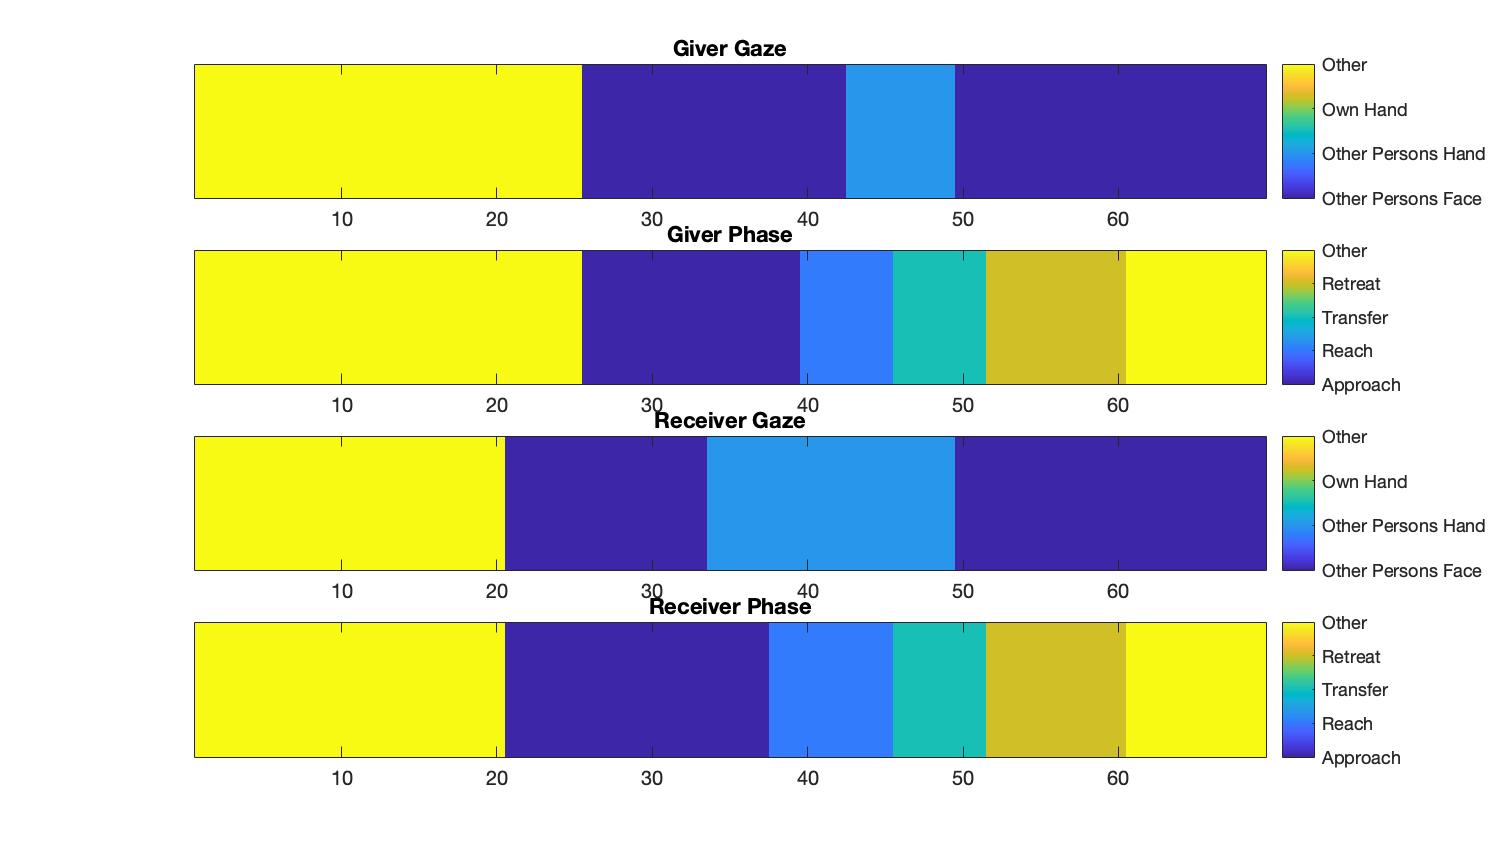 Giver Gaze
Other
Own Hand
Other Persons Hand
Other Persons Face
10 20 30 40 50 60
Giver Phase
Other
Retreat
Transfer
Reach
Approach
10 20 30 40 50 60
Receiver Gaze
Other
Own Hand
Other Persons Hand
Other Persons Face
10 20 30 40 50 60
Receiver Phase
Other
Retreat
Transfer
Reach
Approach
10 20 30 40 50 60